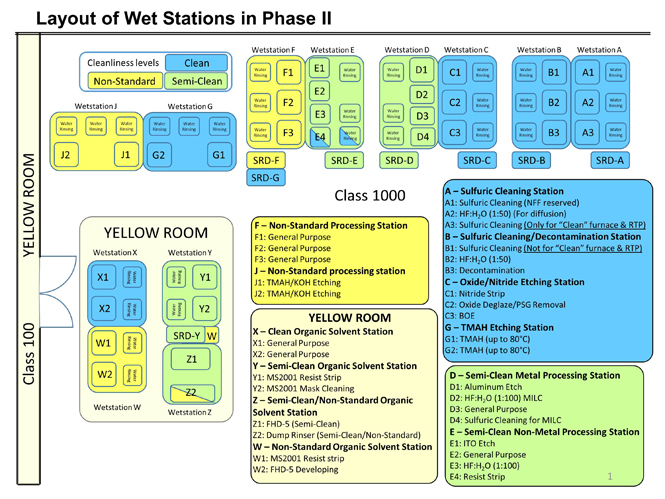 Layout of Wet Stations in Phase II
Cleanliness levels
Clean
Non-Standard
Semi-Clean
Wetstation F
Wetstation E
Wetstation D
Wetstation C
Wetstation B
Wetstation A
Water Rinsing
F1
E1
Water Rinsing
Water Rinsing
D1
C1
Water Rinsing
Water Rinsing
B1
A1
Water Rinsing
E2
D2
Water Rinsing
F2
C2
Water Rinsing
Water Rinsing
B2
A2
Water Rinsing
E3
Water Rinsing
Water Rinsing
D3
Water Rinsing
F3
E4
Water Rinsing
Water Rinsing
D4
C3
Water Rinsing
Water Rinsing
B3
A3
Water Rinsing
SRD-F
SRD-E
SRD-D
SRD-C
SRD-B
SRD-A
SRD-G
Wetstation J
Wetstation G
Water Rinsing
Water Rinsing
Water Rinsing
Water Rinsing
Water Rinsing
Water Rinsing
J2
J1
G2
G1
YELLOW ROOM
Class 100
Class 1000
YELLOW ROOM
Wetstation X
Wetstation Y
X1
Water Rinsing
Water Rinsing
Y1
X2
Water Rinsing
Water Rinsing
Y2
W1
Water Rinsing
SRD-Y
W
W2
Water Rinsing
Z1
Z2
Wetstation W
Wetstation Z
F – Non-Standard Processing Station
F1: General Purpose
F2: General Purpose
F3: General Purpose
J – Non-Standard processing station
J1: TMAH/KOH Etching
J2: TMAH/KOH Etching
YELLOW ROOM
X – Clean Organic Solvent Station
X1: General Purpose
X2: General Purpose
Y – Semi-Clean Organic Solvent Station
Y1: MS2001 Resist Strip
Y2: MS2001 Mask Cleaning
Z – Semi-Clean/Non-Standard Organic
Solvent Station
Z1: FHD-5 (Semi-Clean)
Z2: Dump Rinser (Semi-Clean/Non-Standard)
W – Non-Standard Organic Solvent Station
W1: MS2001 Resist strip
W2: FHD-5 Developing
A – Sulfuric Cleaning Station
A1: Sulfuric Cleaning (NFF reserved)
A2: HF:H₂O (1:50) (For diffusion)
A3: Sulfuric Cleaning (Only for "Clean" furnace & RTP)
B – Sulfuric Cleaning/Decontamination Station
B1: Sulfuric Cleaning (Not for "Clean" furnace & RTP)
B2: HF:H₂O (1:50)
B3: Decontamination
C – Oxide/Nitride Etching Station
C1: Nitride Strip
C2: Oxide Deglaze/PSG Removal
C3: BOE
G – TMAH Etching Station
G1: TMAH (up to 80°C)
G2: TMAH (up to 80°C)
D – Semi-Clean Metal Processing Station
D1: Aluminum Etch
D2: HF:H₂O (1:100) MILC
D3: General Purpose
D4: Sulfuric Cleaning for MILC
E – Semi-Clean Non-Metal Processing Station
E1: ITO Etch
E2: General Purpose
E3: HF:H₂O (1:100)
E4: Resist Strip
1